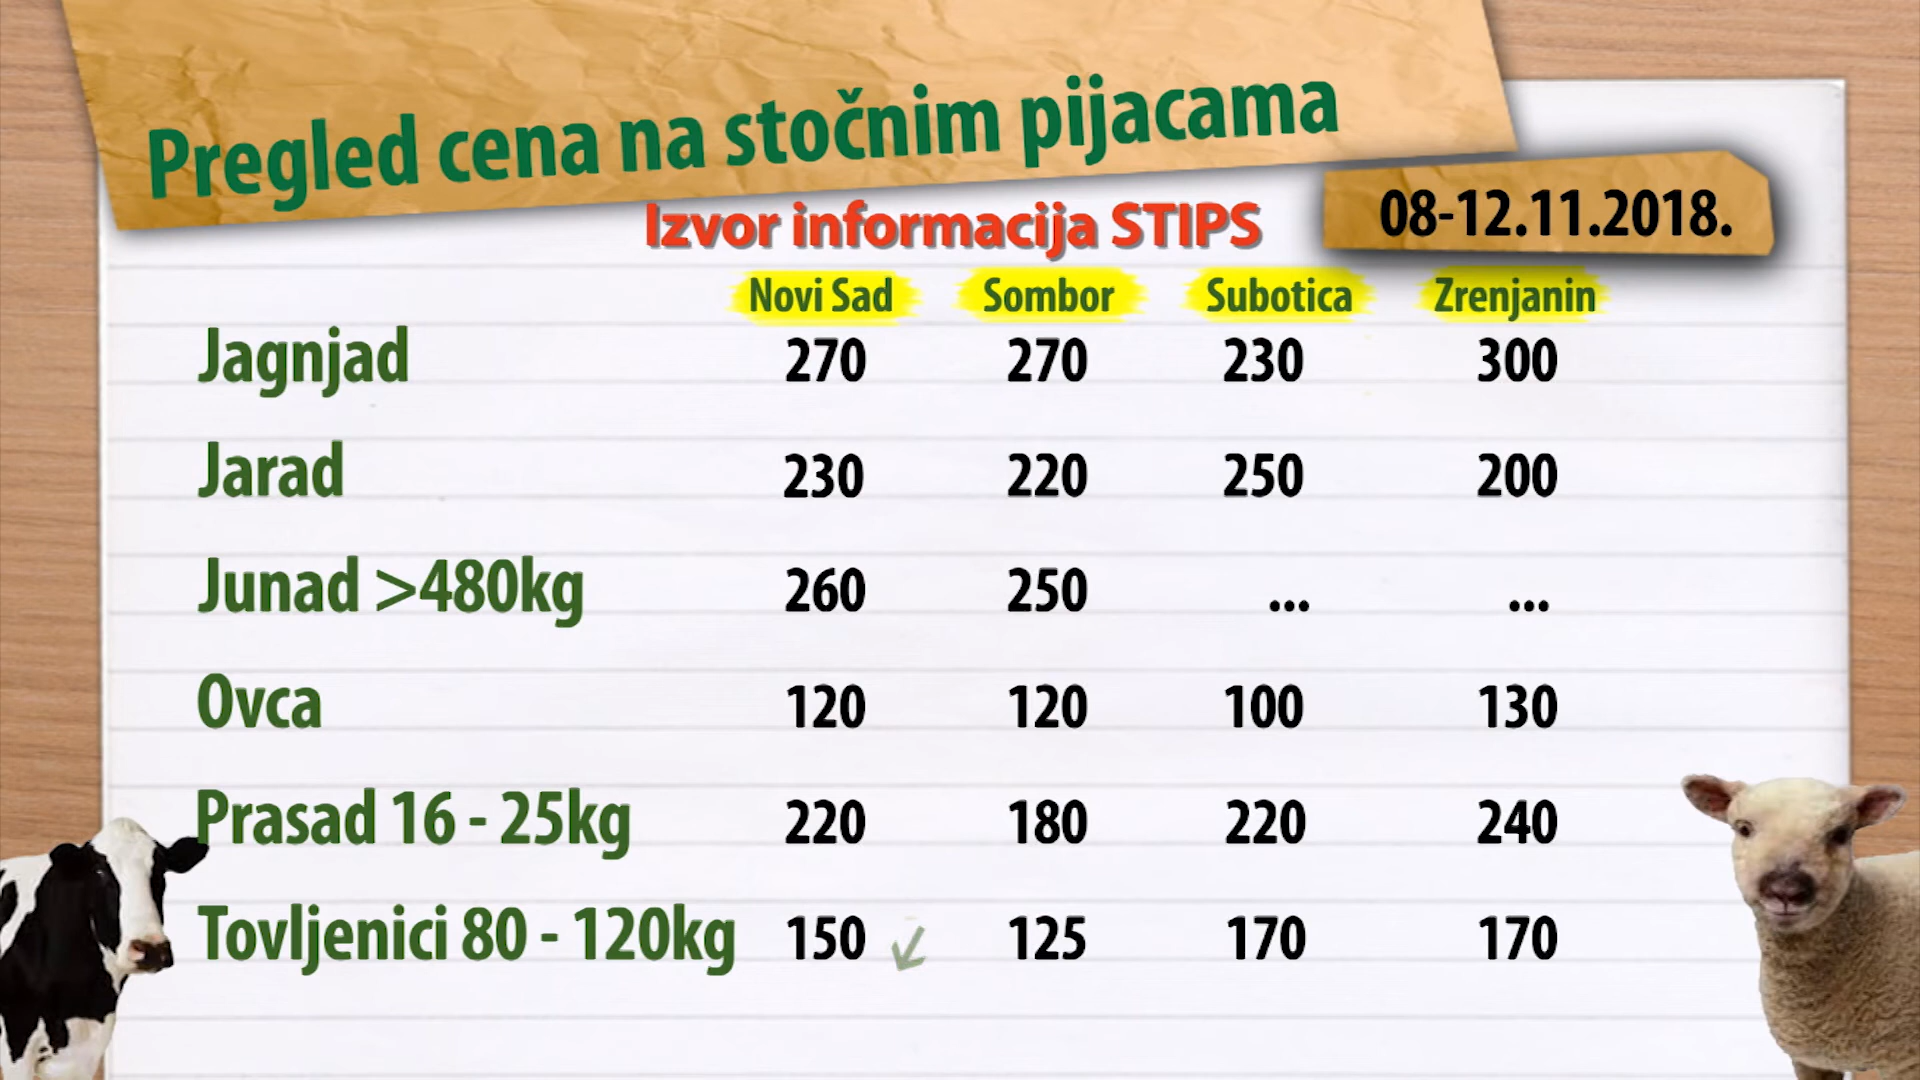 Pregled cena na stočnim pijacama
Izvor informacija STIPS
08-12.11.2018.
Novi Sad Sombor Subotica Zrenjanin
Jagnjad 270 270 230 300
Jarad 230 220 250 200
Junad >480kg 260 250 ... ...
Ovca 120 120 100 130
Prasad 16 - 25kg 220 180 220 240
Tovljenici 80 - 120kg 150 125 170 170